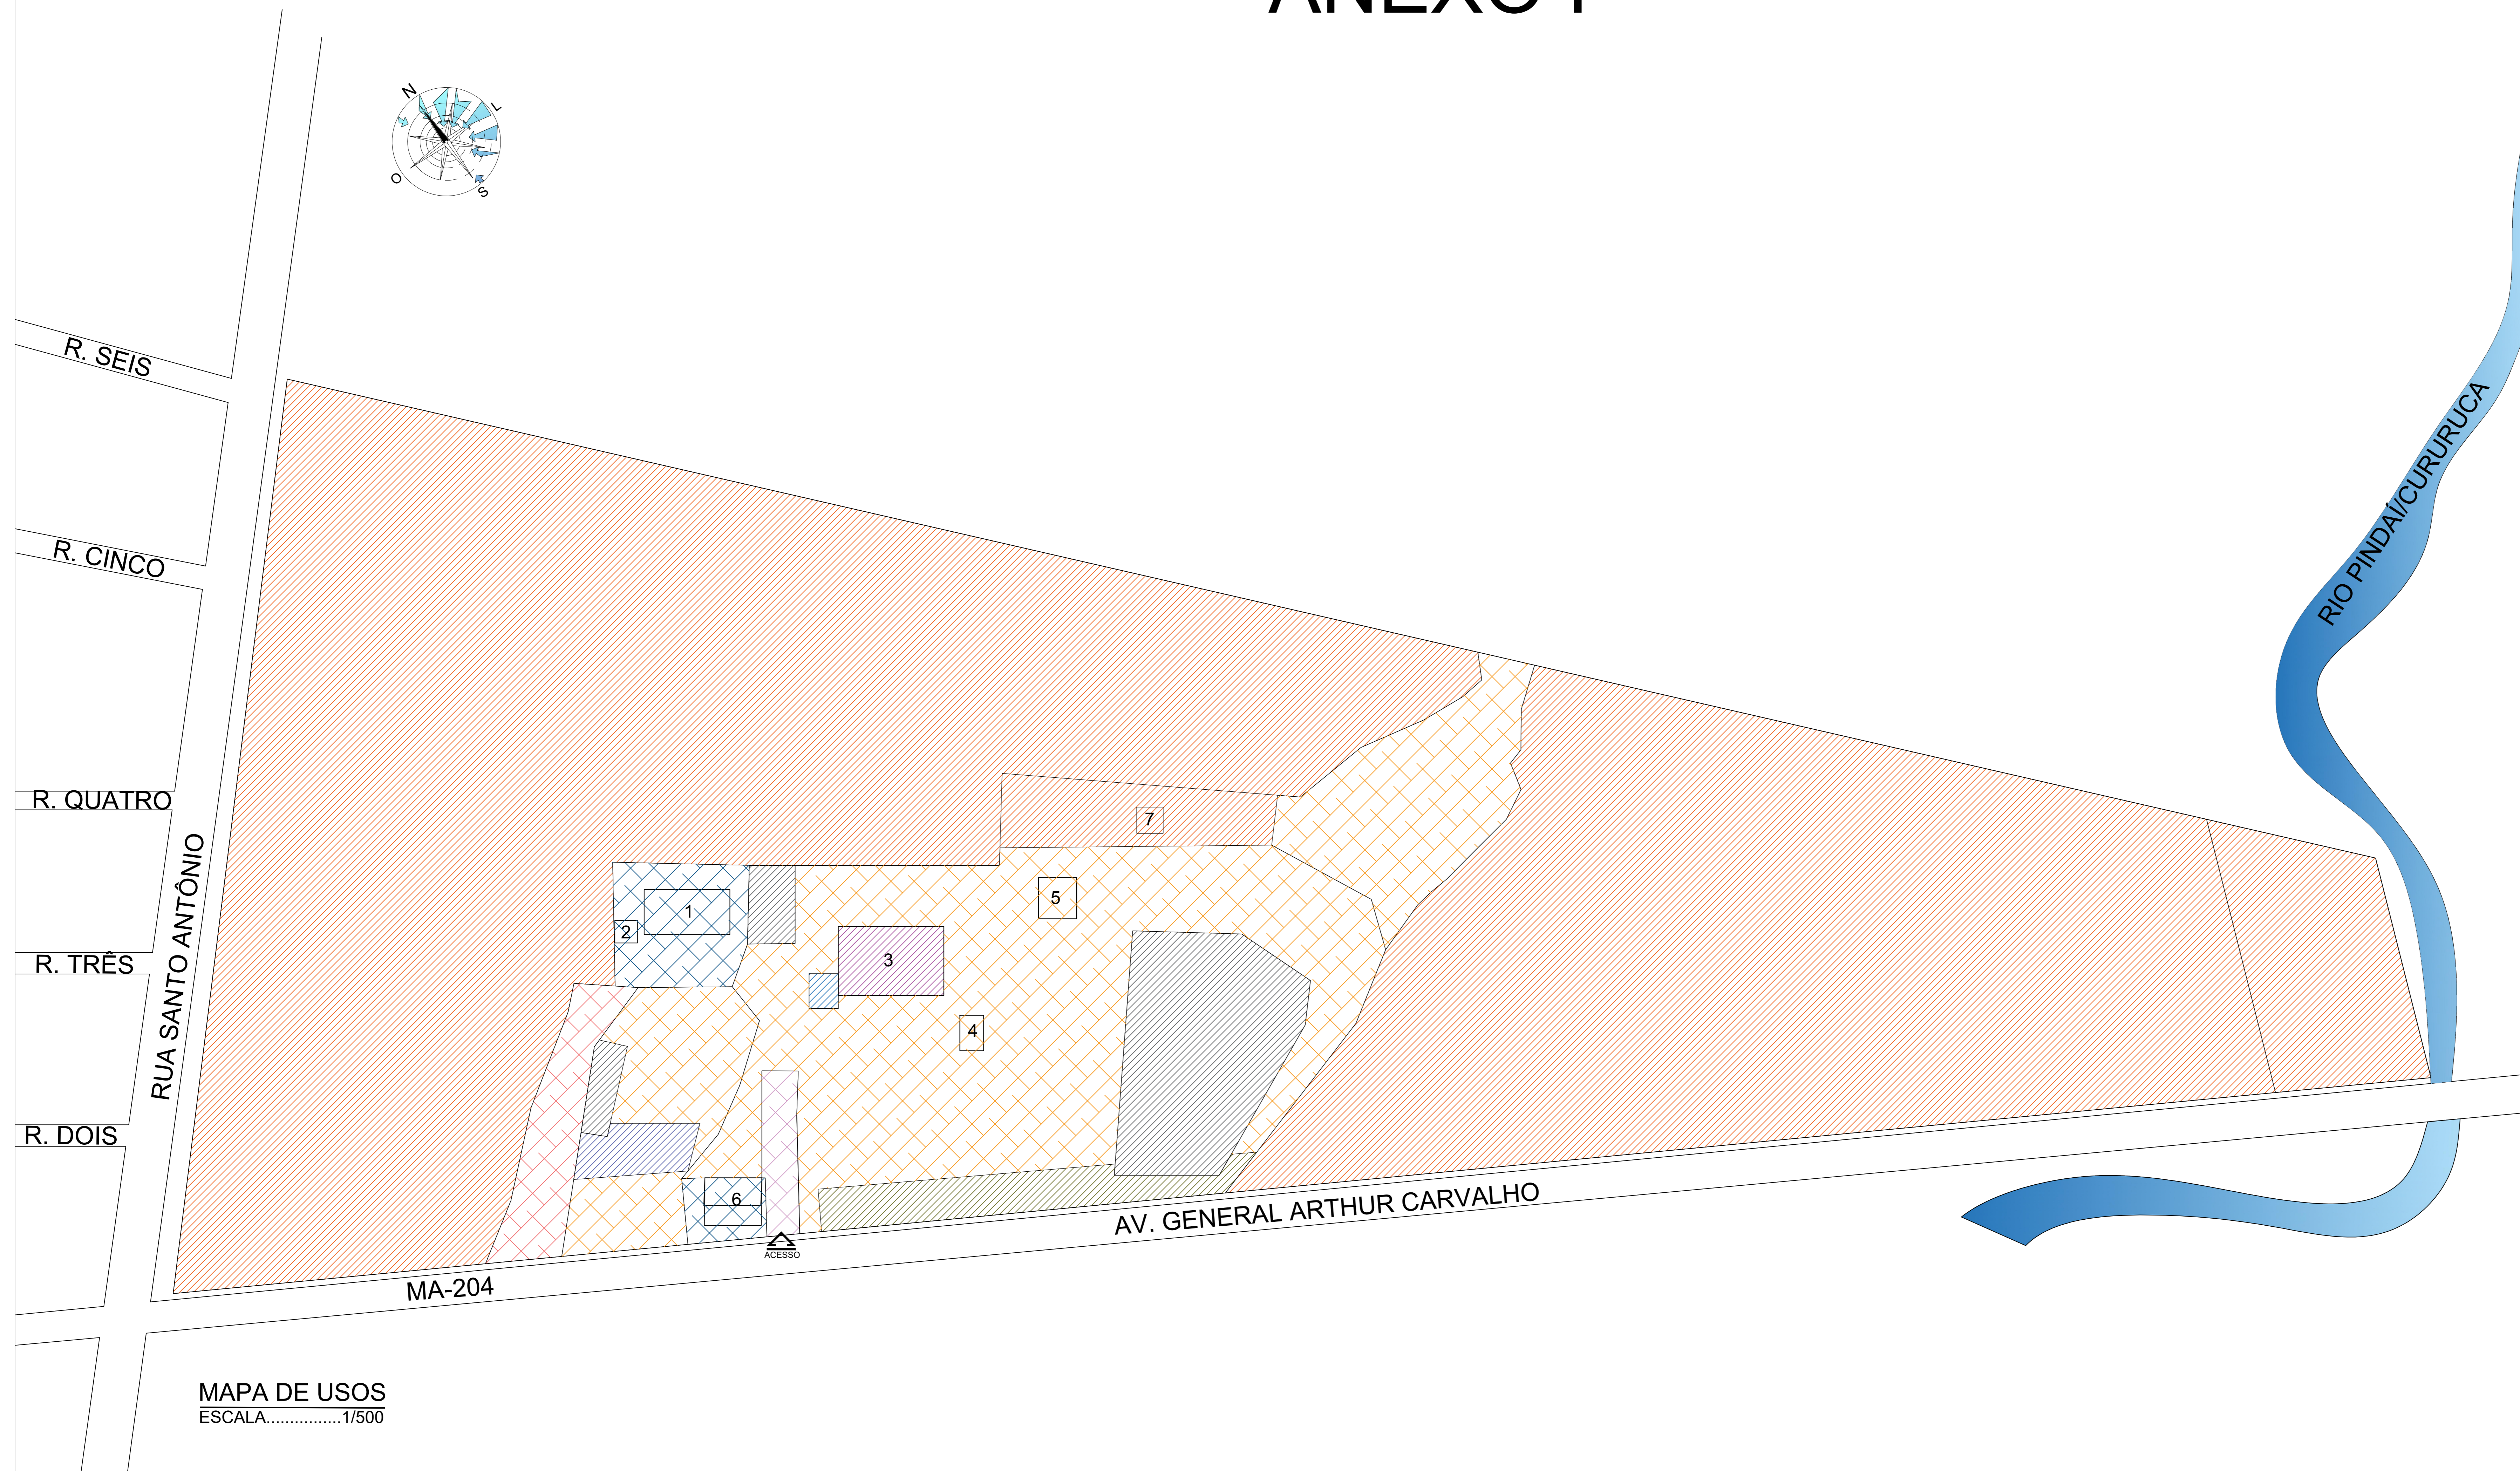 N
L
O
S
R. SEIS
R. CINCO
R. QUATRO
R. TRÊS
R. DOIS
RUA SANTO ANTÔNIO
RIO PINDAÍ/CURURUCA
7
5
1
2
3
4
6
ACESSO
AV. GENERAL ARTHUR CARVALHO
MA-204
MAPA DE USOS
ESCALA................1/500